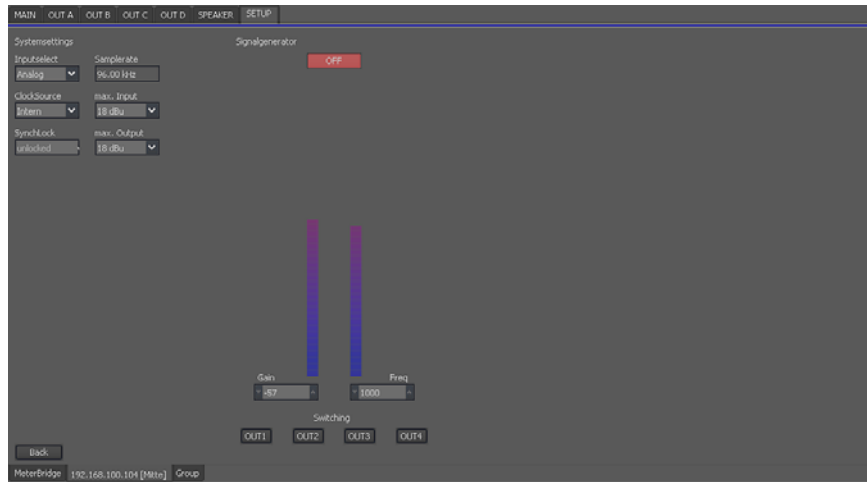 MAIN OUT A OUT B OUT C OUT D SPEAKER SETUP
Systemsettings
Signalgenerator
Inputselect Samplerate
Analog 96.00 kHz
OFF
ClockSource max. Input
Intern 18 dBu
SynchLock max. Output
unlocked 18 dBu
Gain Freq
-57 1000
Switching
OUT1 OUT2 OUT3 OUT4
Back
MeterBridge 192.168.100.104 [Mitte] Group